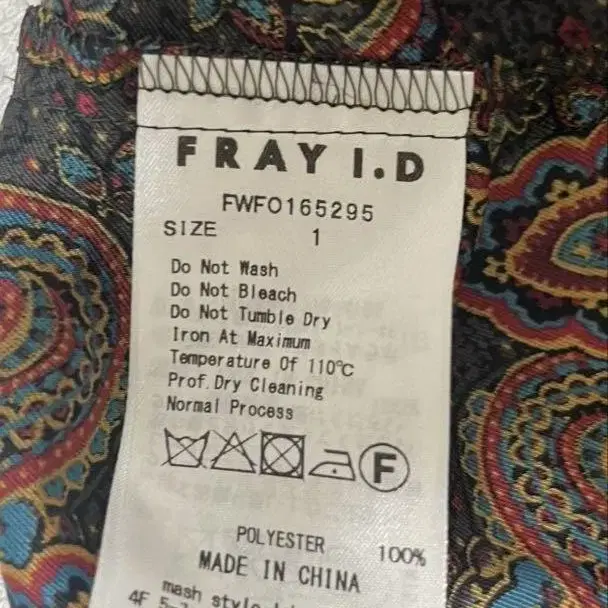 FRAY I.D
FWFO165295
SIZE 1
Do Not Wash
Do Not Bleach
Do Not Tumble Dry
Iron At Maximum
Temperature Of 110℃
Prof.Dry Cleaning
Normal Process
F
POLYESTER 100%
MADE IN CHINA
mash style
4F